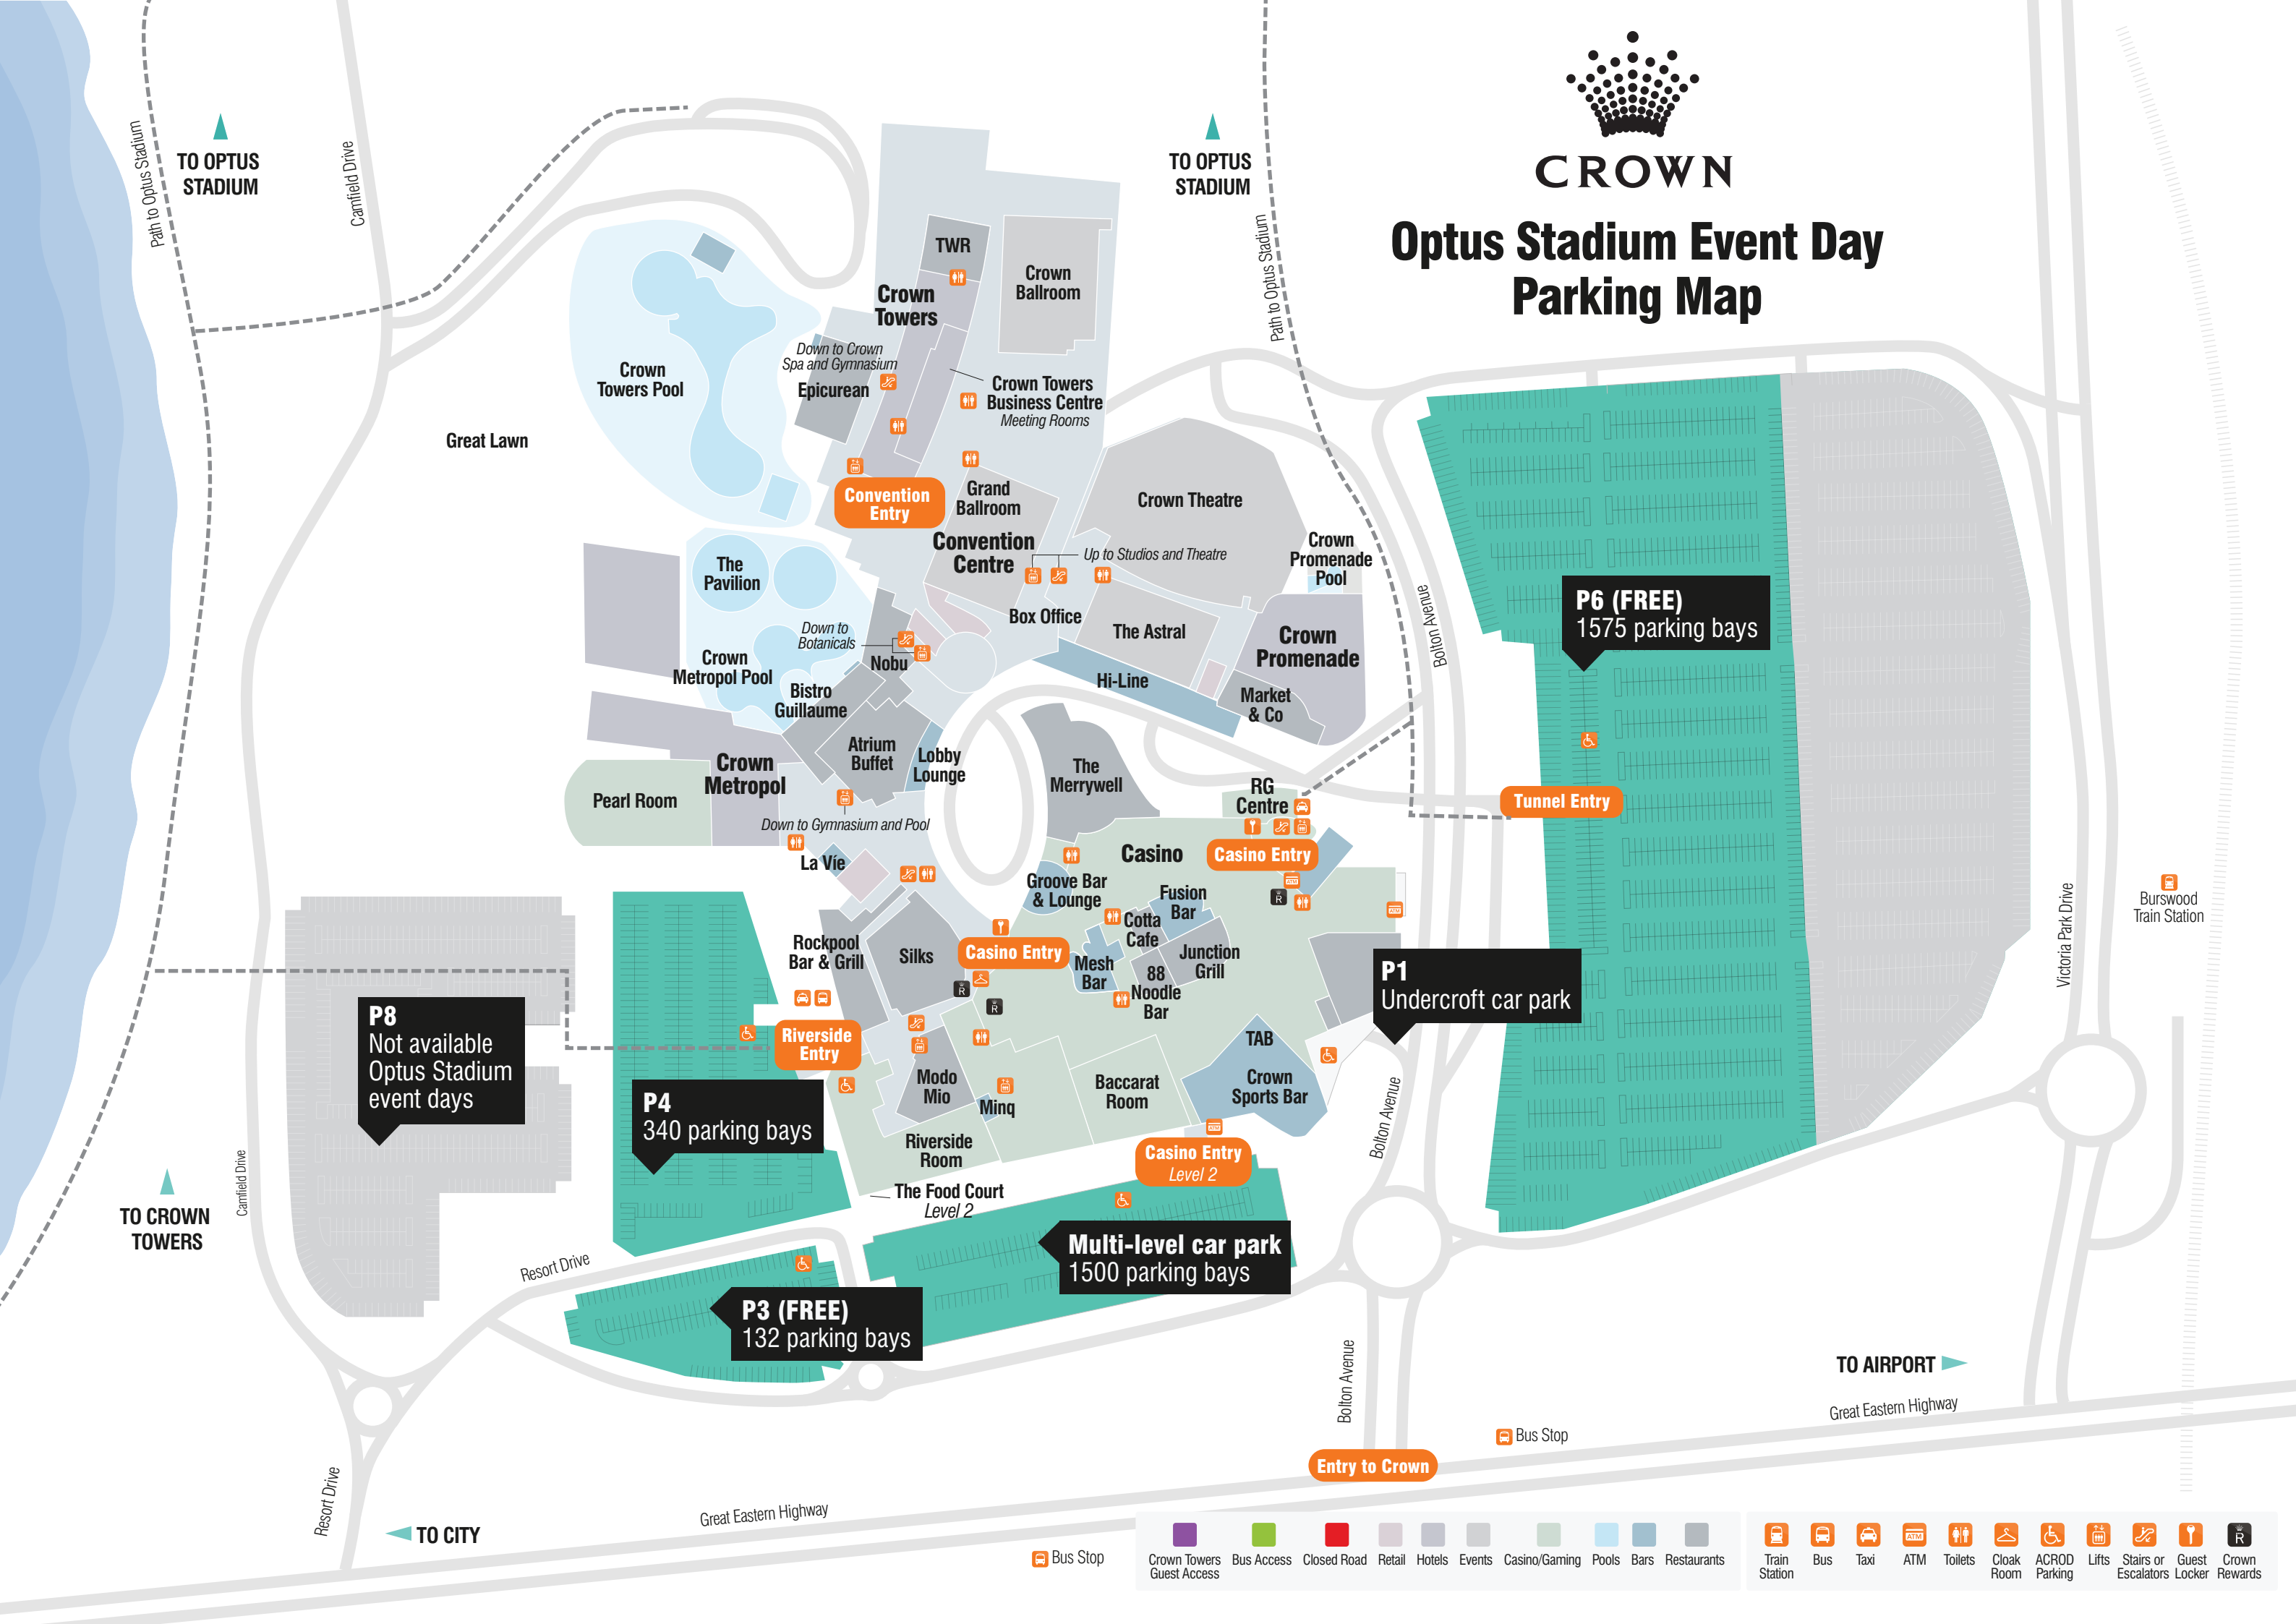 CROWN
Optus Stadium Event Day
Parking Map
TO OPTUS
STADIUM
TO OPTUS
STADIUM
Path to Optus Stadium
Camfield Drive
Path to Optus Stadium
TWR
Crown
Ballroom
Crown
Towers
Down to Crown
Spa and Gymnasium
Epicurean
Crown
Towers Pool
Crown Towers
Business Centre
Meeting Rooms
Great Lawn
Convention
Entry
Grand
Ballroom
Crown Theatre
Convention
Centre
Up to Studios and Theatre
Crown
Promenade
Pool
The
Pavilion
Box Office
The Astral
Crown
Promenade
Bolton Avenue
P6 (FREE)
1575 parking bays
Down to
Botanicals
Nobu
Crown
Metropol Pool
Hi-Line
Bistro
Guillaume
Market
& Co
Atrium
Buffet
Lobby
Lounge
Crown
Metropol
The
Merrywell
Pearl Room
RG
Centre
Tunnel Entry
Down to Gymnasium and Pool
La Vie
Casino
Casino Entry
Groove Bar
& Lounge
Fusion
Bar
Cotta
Cafe
Burswood
Train Station
Victoria Park Drive
Rockpool
Bar & Grill
Silks
Casino Entry
Mesh
Bar
Junction
Grill
88
Noodle
Bar
P1
Undercroft car park
P8
Not available
Optus Stadium
event days
Riverside
Entry
TAB
Crown
Sports Bar
Modo
Mio
Minq
Baccarat
Room
P4
340 parking bays
Bolton Avenue
Riverside
Room
Casino Entry
Level 2
The Food Court
Level 2
Camfield Drive
TO CROWN
TOWERS
Resort Drive
Multi-level car park
1500 parking bays
P3 (FREE)
132 parking bays
Bolton Avenue
TO AIRPORT
Great Eastern Highway
Bus Stop
Entry to Crown
Resort Drive
TO CITY
Great Eastern Highway
Bus Stop
Crown Towers
Guest Access
Bus Access
Closed Road
Retail
Hotels
Events
Casino/Gaming
Pools
Bars
Restaurants
Train
Station
Bus
Taxi
ATM
ATM
Toilets
Cloak
Room
ACROD
Parking
Lifts
Stairs or
Escalators
Guest
Locker
R
Crown
Rewards